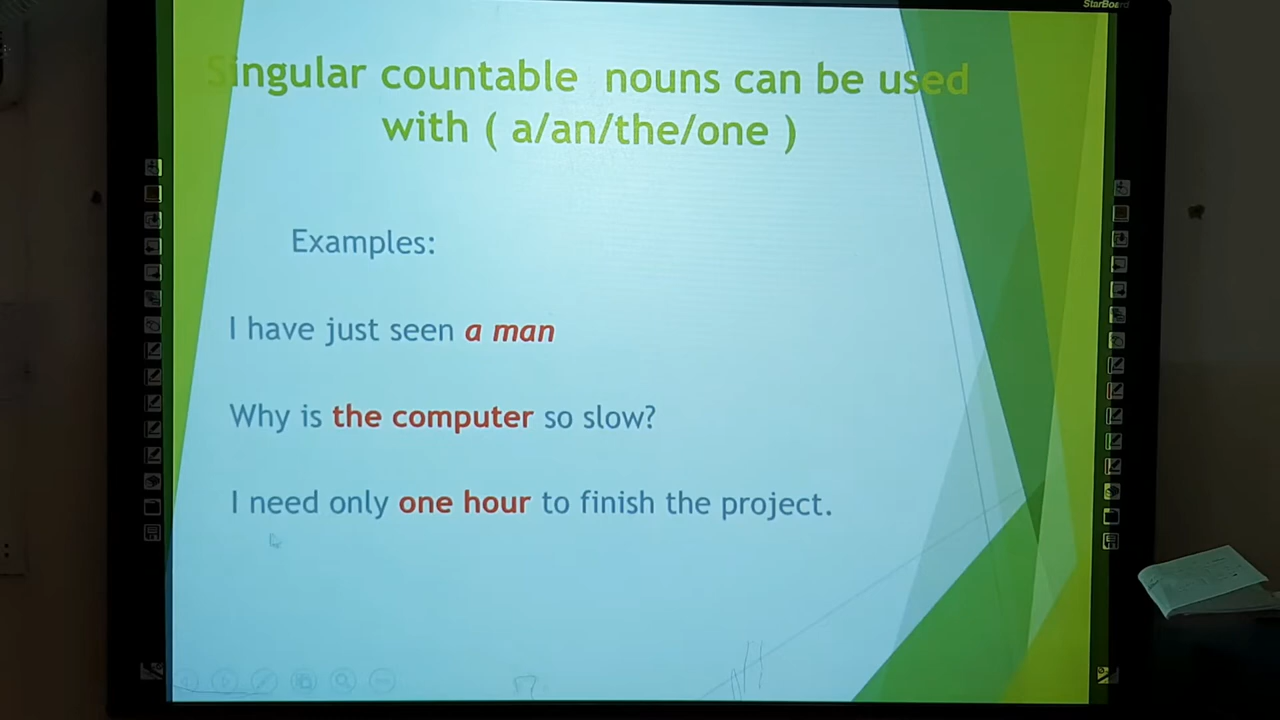 StarBoard
Singular countable nouns can be used
with ( a/an/the/one )
Examples:
I have just seen a man
Why is the computer so slow?
I need only one hour to finish the project.